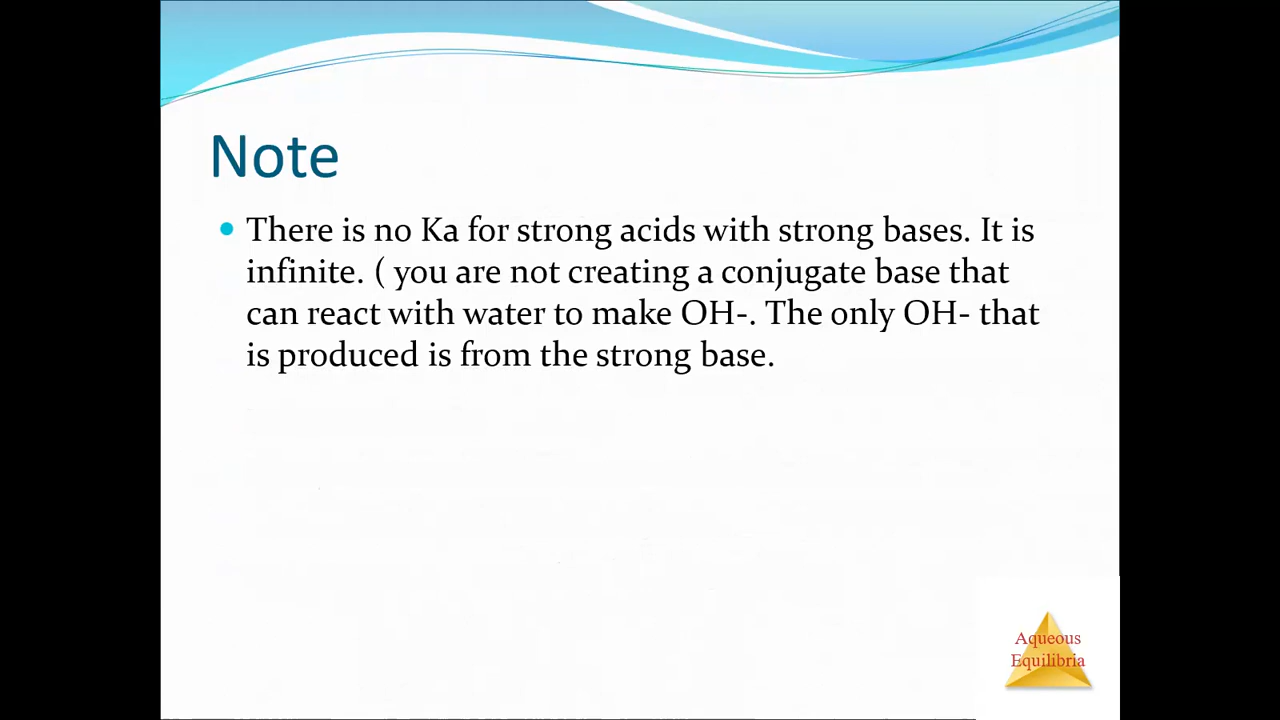 Note
There is no Ka for strong acids with strong bases. It is
infinite. ( you are not creating a conjugate base that
can react with water to make OH-. The only OH- that
is produced is from the strong base.
Aqueous
Equilibria